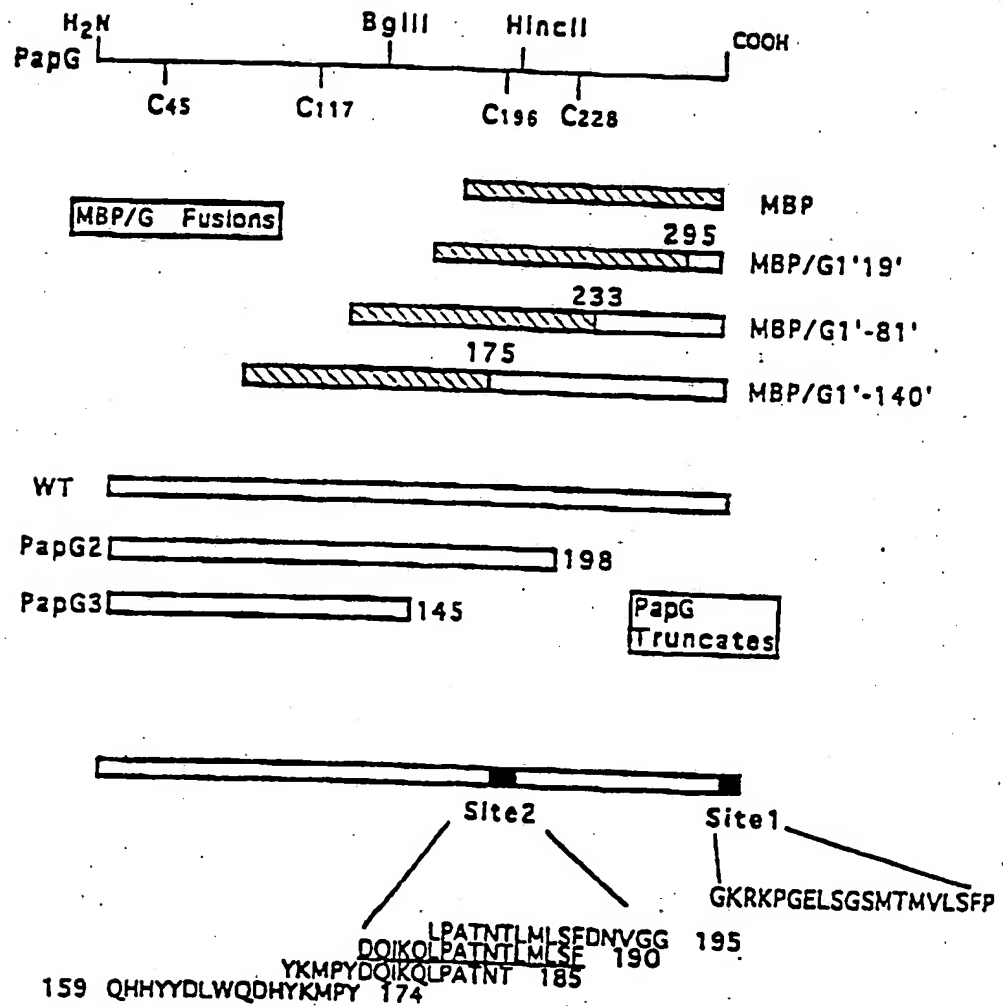 H2N BglII HincII COOH
PapG
C45 C117 C196 C228
MBP
MBP/G Fusions
295
MBP/G1'19'
233
MBP/G1'-81'
175
MBP/G1'-140'
WT
PapG2 198
PapG3 145
PapG
Truncates
Site2 Site1
GKRKPGELSGSMTMVLSFP
LPATNTLMLSFDNVGG 195
DQIKQLPATNTLMLSF 190
YKMPYDQIKQLPATNT 185
159 QHHYYDLWQDHYKMPY 174